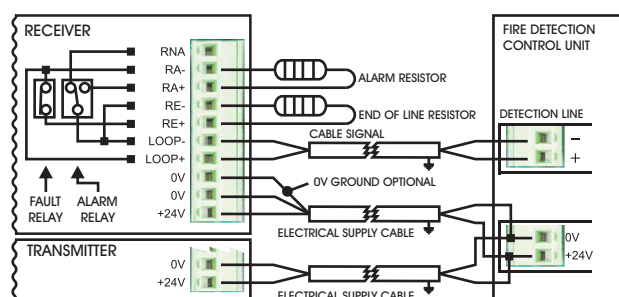 RECEIVER
RNA
RA-
RA+
RE-
RE+
LOOP-
LOOP+
0V
0V
+24V
FAULT
RELAY
ALARM
RELAY
ALARM RESISTOR
END OF LINE RESISTOR
CABLE SIGNAL
0V GROUND OPTIONAL
ELECTRICAL SUPPLY CABLE
FIRE DETECTION
CONTROL UNIT
DETECTION LINE
-
+
0V
+24V
TRANSMITTER
0V
+24V
ELECTRICAL SUPPLY CABLE